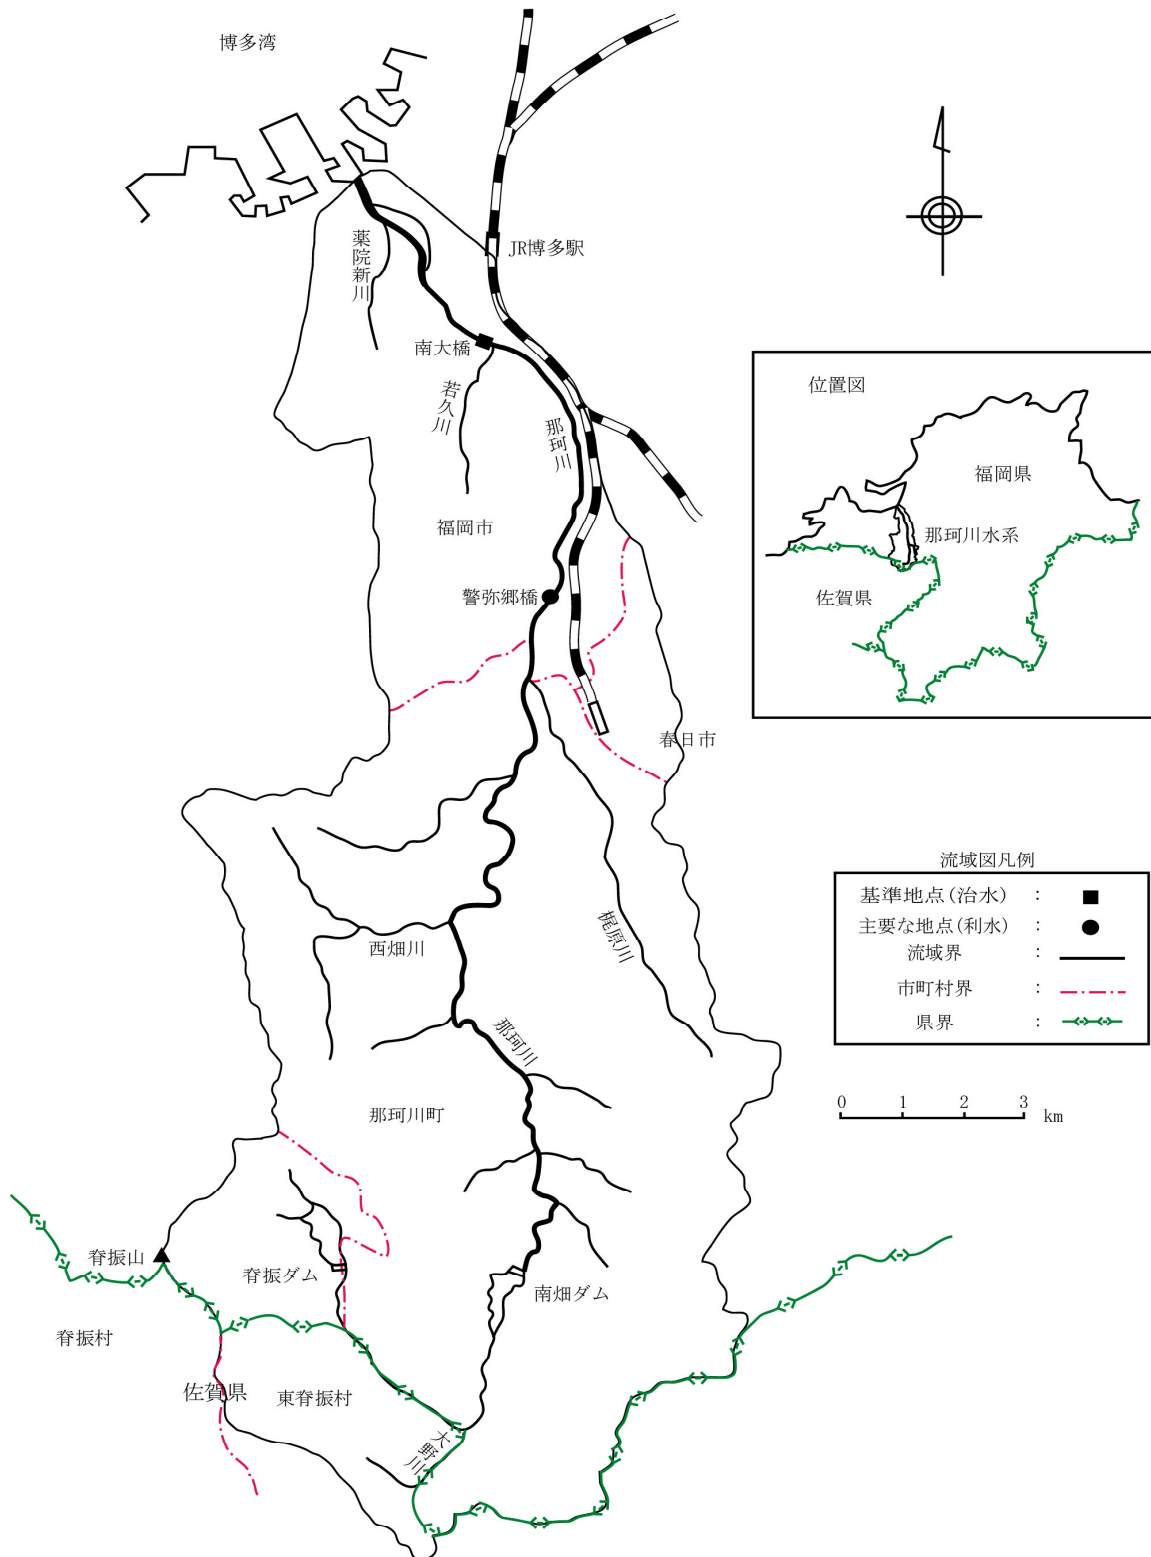 博多湾
JR博多駅
薬院新川
南大橋
若久川
那珂川
福岡市
警弥郷橋
春日市
位置図
福岡県
那珂川水系
佐賀県
流域図凡例
基準地点(治水) : ■
主要な地点(利水) : ●
流域界 :
市町村界 :
県界 :
0 1 2 3 km
西畑川
梶原川
那珂川
那珂川町
脊振山
脊振ダム
南畑ダム
脊振村
佐賀県
東脊振村
大野川